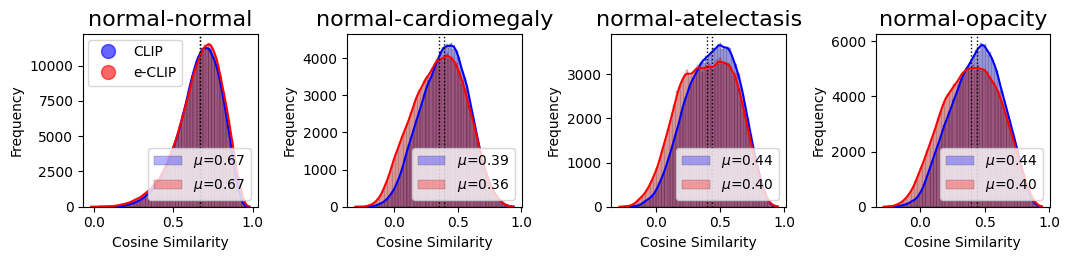 normal-normal
CLIP
e-CLIP
μ=0.67
μ=0.67
Frequency
10000
7500
5000
2500
0
0.0 0.5 1.0
Cosine Similarity
normal-cardiomegaly
μ=0.39
μ=0.36
Frequency
4000
3000
2000
1000
0
0.0 0.5 1.0
Cosine Similarity
normal-atelectasis
μ=0.44
μ=0.40
Frequency
3000
2000
1000
0
0.0 0.5 1.0
Cosine Similarity
normal-opacity
μ=0.44
μ=0.40
Frequency
6000
4000
2000
0
0.0 0.5 1.0
Cosine Similarity